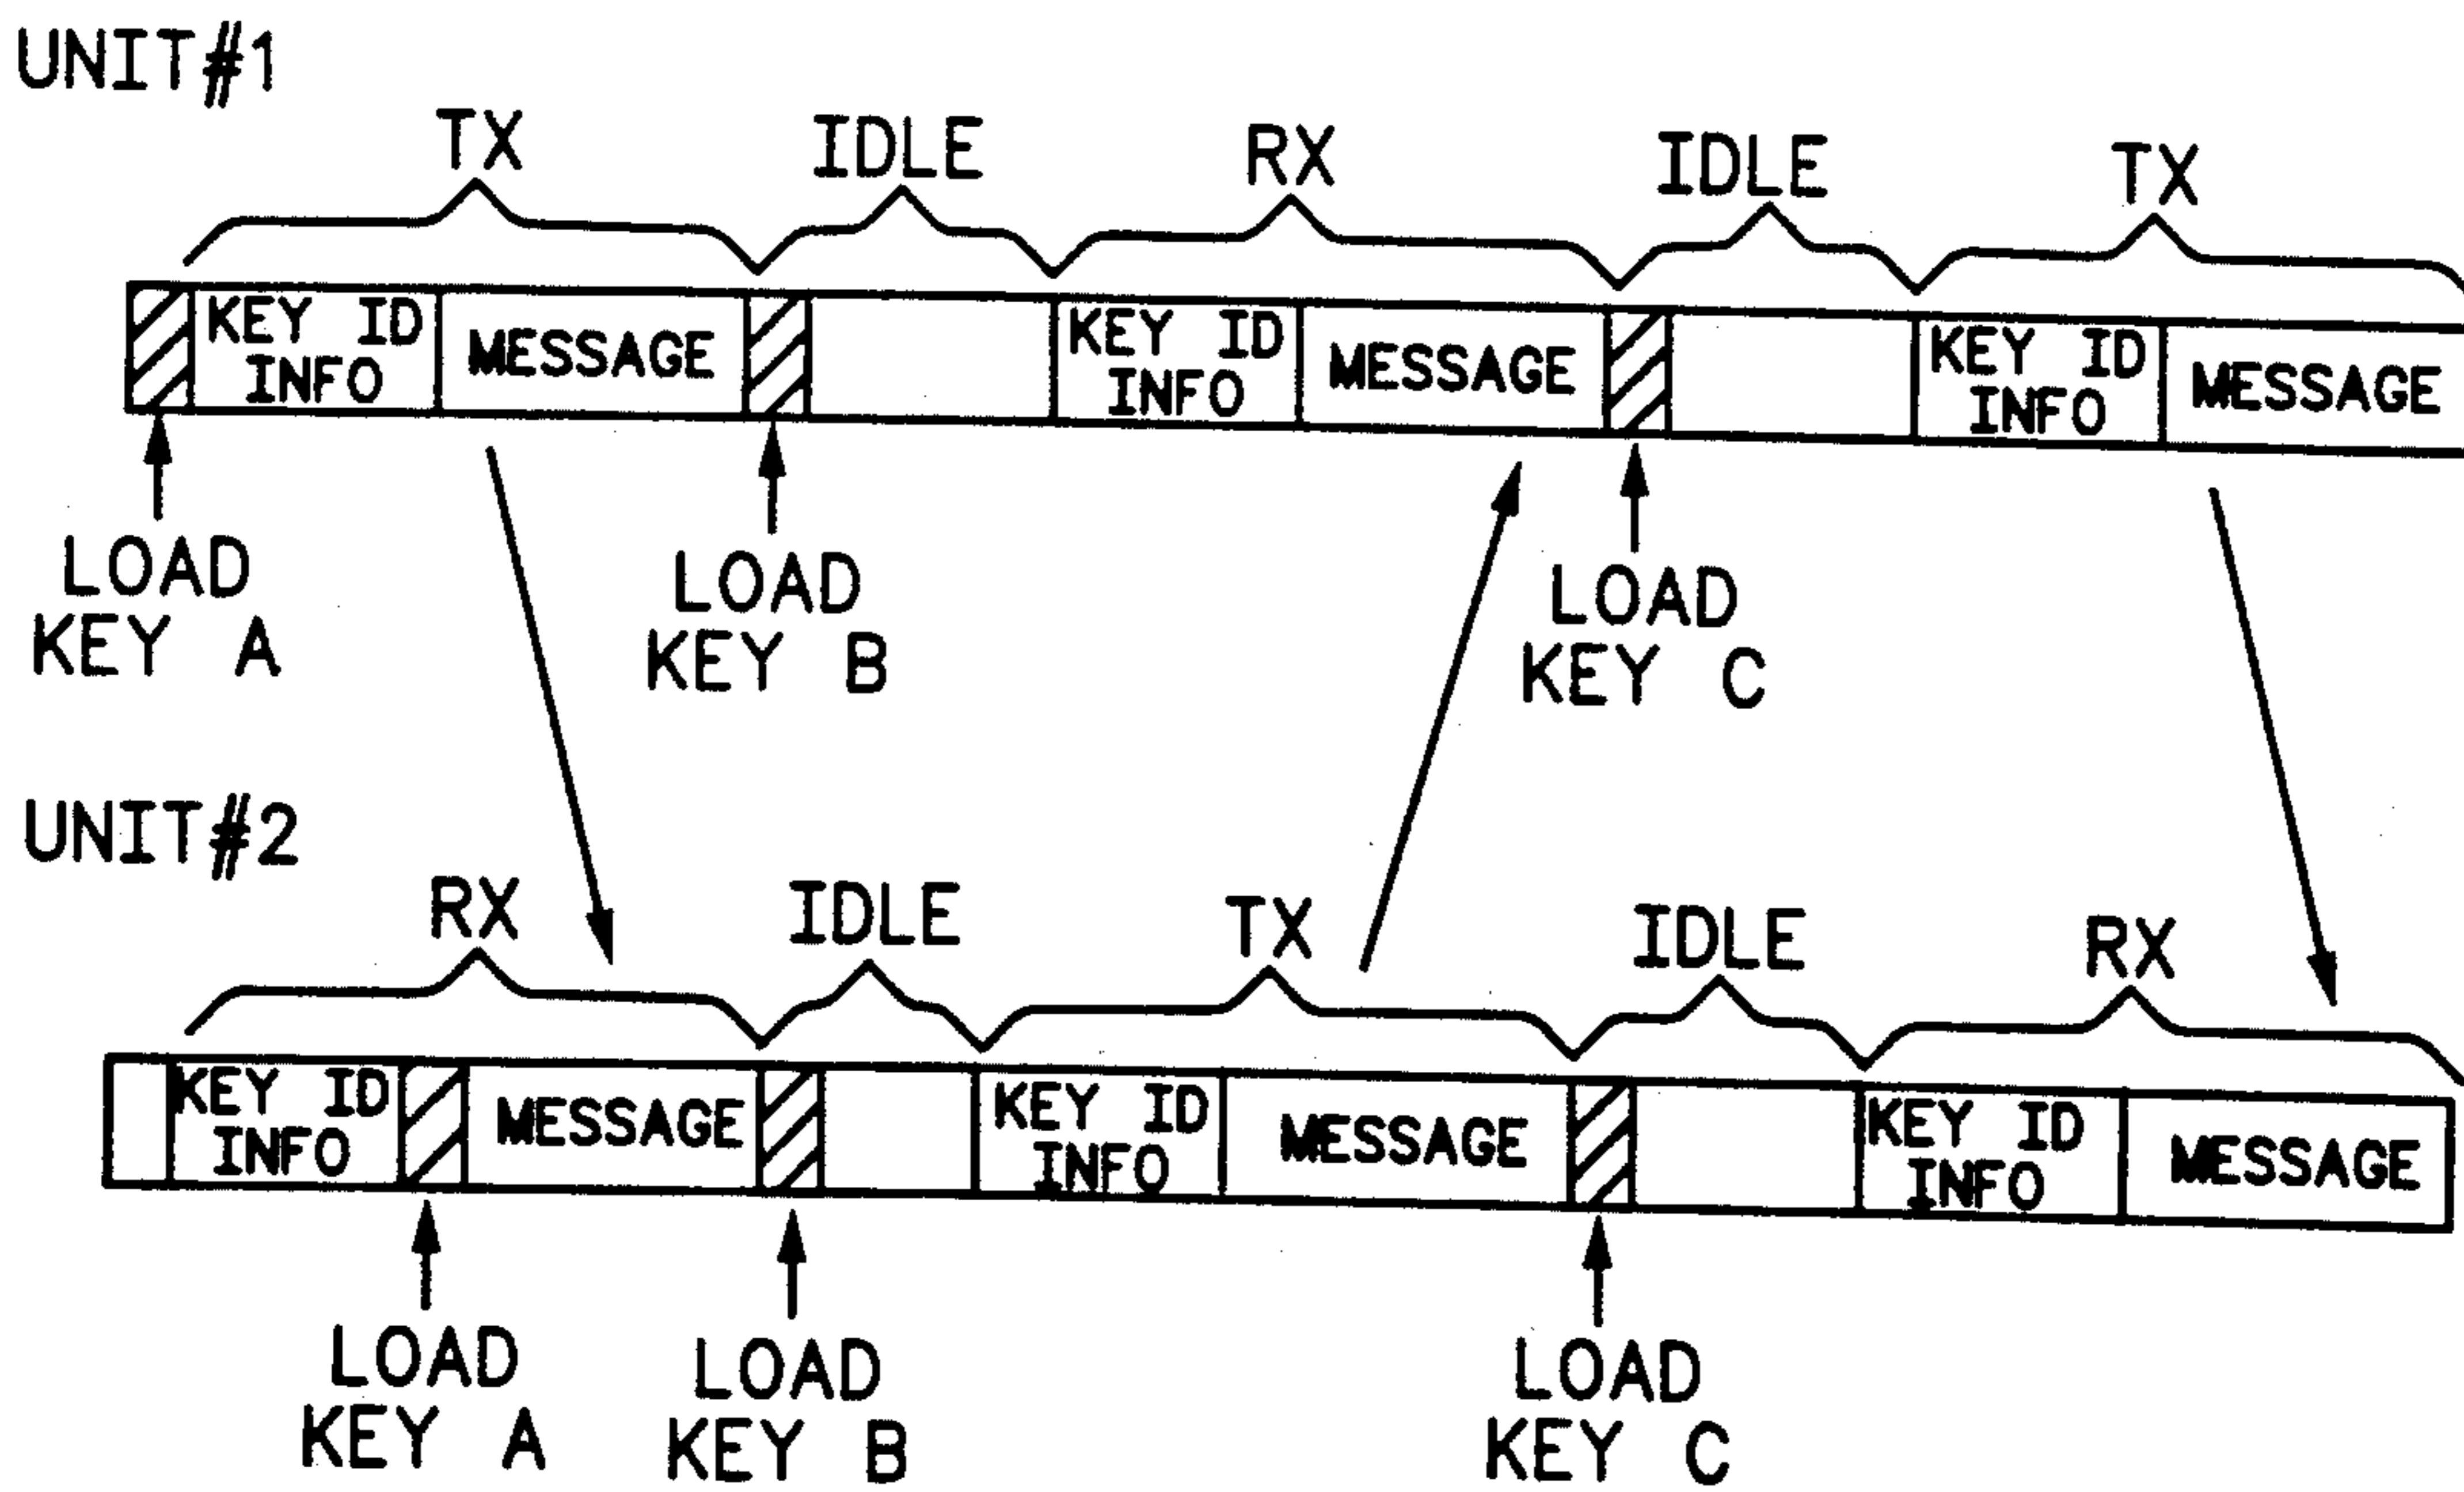 UNIT#1
TX IDLE RX IDLE TX
KEY ID KEY ID KEY ID
INFO MESSAGE INFO MESSAGE INFO MESSAGE
LOAD LOAD LOAD
KEY A KEY B KEY C
UNIT#2
RX IDLE TX IDLE RX
KEY ID KEY ID KEY ID
INFO MESSAGE INFO MESSAGE INFO MESSAGE
LOAD LOAD LOAD
KEY A KEY B KEY C